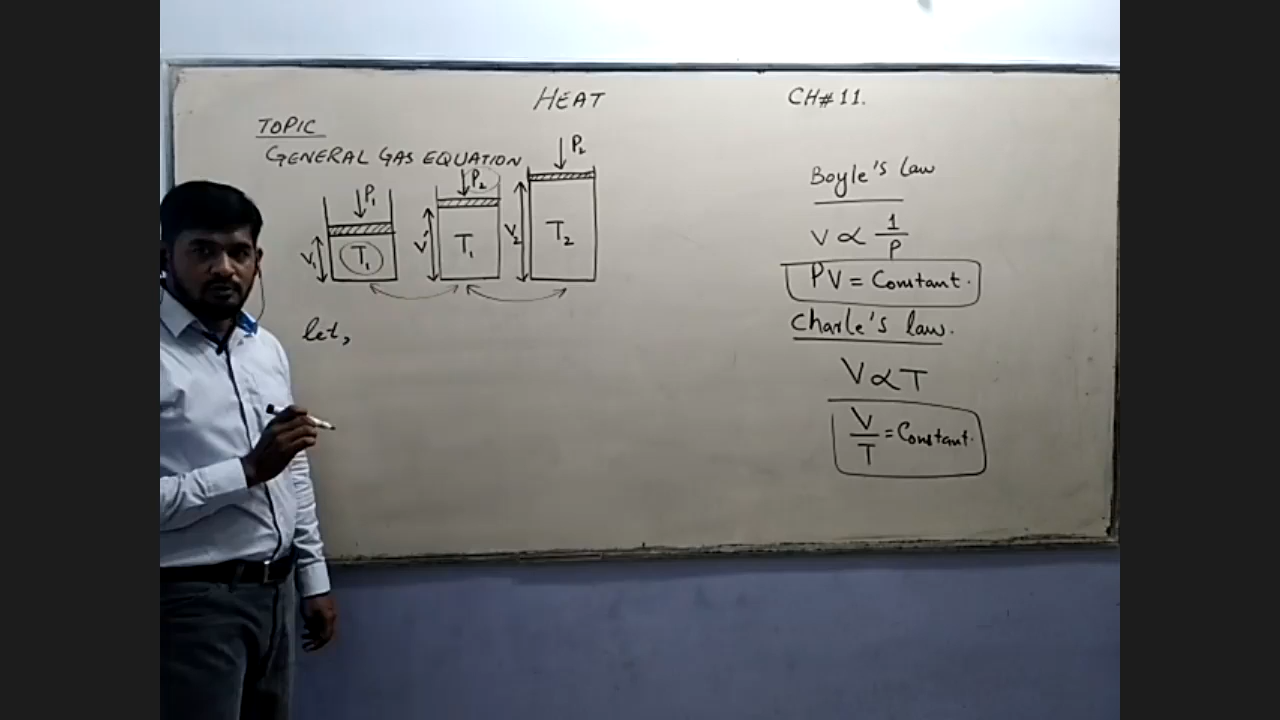 HEAT
CH# 11.
TOPIC
GENERAL GAS EQUATION
P₁
P₂
P₂
V₁
T₁
V'
T₁
V₂
T₂
let,
Boyle's law
V ∝ 1/P
PV = Constant.
Charle's law.
V ∝ T
V/T = Constant.